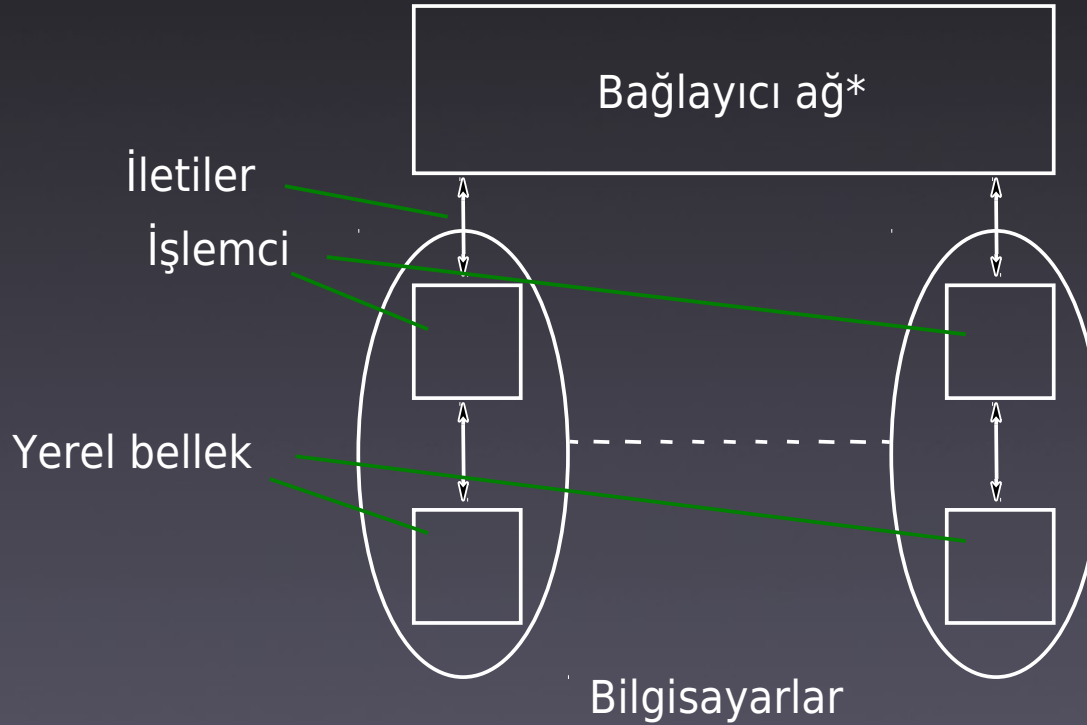 Bağlayıcı ağ*
İletiler
İşlemci
Yerel bellek
Bilgisayarlar